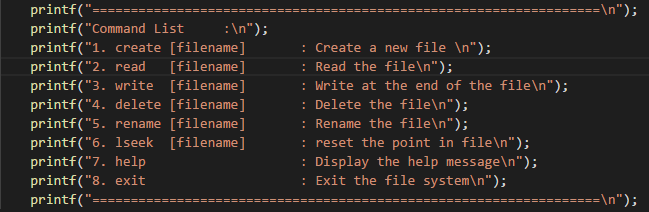 printf("==================================================================\n");
printf("Command List     :\n");
printf("1. create [filename]       : Create a new file \n");
printf("2. read   [filename]       : Read the file\n");
printf("3. write  [filename]       : Write at the end of the file\n");
printf("4. delete [filename]       : Delete the file\n");
printf("5. rename [filename]       : Rename the file\n");
printf("6. lseek  [filename]       : reset the point in file\n");
printf("7. help                    : Display the help message\n");
printf("8. exit                    : Exit the file system\n");
printf("==================================================================\n");